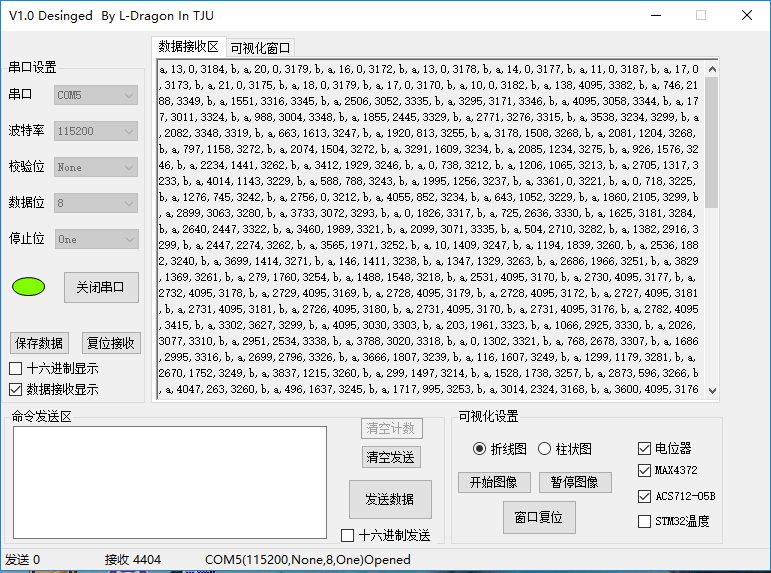 V1.0 Desinged By L-Dragon In TJU
数据接收区 可视化窗口
串口设置
串口 COM5
波特率 115200
校验位 None
数据位 8
停止位 One
关闭串口
保存数据 复位接收
十六进制显示
数据接收显示
a, 13, 0, 3184, b, a, 20, 0, 3179, b, a, 16, 0, 3172, b, a, 13, 0, 3178, b, a, 14, 0, 3177, b, a, 11, 0, 3187, b, a, 17, 0
, 3173, b, a, 21, 0, 3175, b, a, 18, 0, 3179, b, a, 17, 0, 3170, b, a, 10, 0, 3182, b, a, 138, 4095, 3382, b, a, 746, 21
88, 3349, b, a, 1551, 3316, 3345, b, a, 2506, 3052, 3335, b, a, 3295, 3171, 3346, b, a, 4095, 3058, 3344, b, a, 17
7, 3011, 3324, b, a, 988, 3004, 3348, b, a, 1855, 2445, 3329, b, a, 2771, 3276, 3315, b, a, 3538, 3234, 3299, b, a
, 2082, 3348, 3319, b, a, 663, 1613, 3247, b, a, 1920, 813, 3255, b, a, 3178, 1508, 3268, b, a, 2081, 1204, 3268,
b, a, 797, 1158, 3272, b, a, 2074, 1504, 3272, b, a, 3291, 1609, 3234, b, a, 2085, 1234, 3275, b, a, 926, 1576, 32
46, b, a, 2234, 1441, 3262, b, a, 3412, 1929, 3246, b, a, 0, 738, 3212, b, a, 1206, 1065, 3213, b, a, 2705, 1317, 3
233, b, a, 4014, 1143, 3229, b, a, 588, 788, 3243, b, a, 1995, 1256, 3237, b, a, 3361, 0, 3221, b, a, 0, 718, 3225,
b, a, 1276, 745, 3242, b, a, 2756, 0, 3212, b, a, 4055, 852, 3234, b, a, 643, 1052, 3229, b, a, 1860, 2105, 3299, b
, a, 2899, 3063, 3280, b, a, 3733, 3072, 3293, b, a, 0, 1826, 3317, b, a, 725, 2636, 3330, b, a, 1625, 3181, 3284,
b, a, 2640, 2447, 3322, b, a, 3460, 1989, 3321, b, a, 2099, 3071, 3335, b, a, 504, 2710, 3282, b, a, 1382, 2916, 3
299, b, a, 2447, 2274, 3262, b, a, 3565, 1971, 3252, b, a, 10, 1409, 3247, b, a, 1194, 1839, 3260, b, a, 2536, 188
2, 3240, b, a, 3699, 1414, 3271, b, a, 146, 1411, 3238, b, a, 1347, 1329, 3263, b, a, 2686, 1966, 3251, b, a, 3829
, 1369, 3261, b, a, 279, 1760, 3254, b, a, 1488, 1548, 3218, b, a, 2531, 4095, 3170, b, a, 2730, 4095, 3177, b, a,
2732, 4095, 3178, b, a, 2729, 4095, 3169, b, a, 2728, 4095, 3179, b, a, 2728, 4095, 3172, b, a, 2727, 4095, 3181
, b, a, 2731, 4095, 3181, b, a, 2726, 4095, 3180, b, a, 2731, 4095, 3180, b, a, 2731, 4095, 3176, b, a, 2782, 4095
, 3415, b, a, 3302, 3627, 3299, b, a, 4095, 3030, 3303, b, a, 203, 1961, 3323, b, a, 1066, 2925, 3330, b, a, 2026,
3077, 3310, b, a, 2951, 2534, 3338, b, a, 3788, 3020, 3318, b, a, 0, 1302, 3321, b, a, 768, 2678, 3307, b, a, 1686
, 2995, 3316, b, a, 2699, 2796, 3326, b, a, 3666, 1807, 3239, b, a, 116, 1607, 3249, b, a, 1299, 1179, 3281, b, a,
2670, 1752, 3249, b, a, 3837, 1215, 3260, b, a, 299, 1497, 3214, b, a, 1528, 1738, 3257, b, a, 2873, 596, 3266, b
, a, 4047, 263, 3260, b, a, 496, 1637, 3245, b, a, 1717, 995, 3253, b, a, 3014, 2324, 3168, b, a, 3600, 4095, 3176
命令发送区
清空计数
清空发送
发送数据
十六进制发送
可视化设置
折线图 柱状图
开始图像 暂停图像
窗口复位
电位器
MAX4372
ACS712-05B
STM32温度
发送 0 接收 4404 COM5(115200,None,8,One)Opened